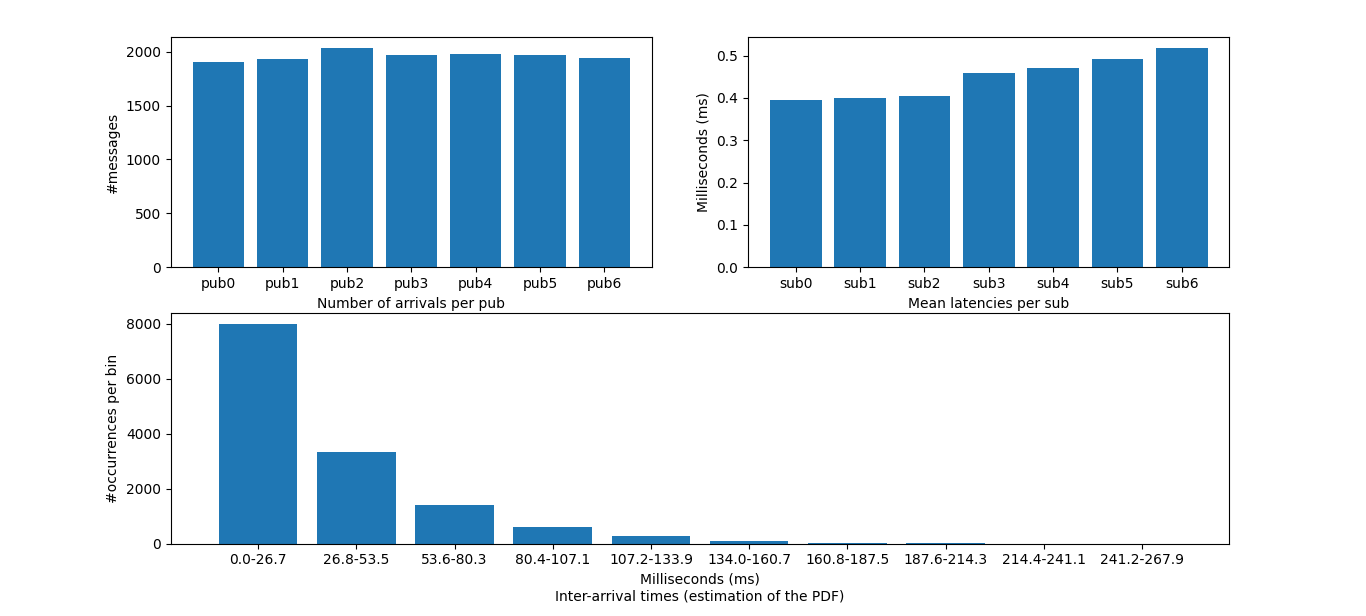 2000
1500
1000
500
0
#messages
pub0 pub1 pub2 pub3 pub4 pub5 pub6
Number of arrivals per pub
0.5
0.4
0.3
0.2
0.1
0.0
Milliseconds (ms)
sub0 sub1 sub2 sub3 sub4 sub5 sub6
Mean latencies per sub
8000
6000
4000
2000
0
#occurrences per bin
0.0-26.7 26.8-53.5 53.6-80.3 80.4-107.1 107.2-133.9 134.0-160.7 160.8-187.5 187.6-214.3 214.4-241.1 241.2-267.9
Milliseconds (ms)
Inter-arrival times (estimation of the PDF)